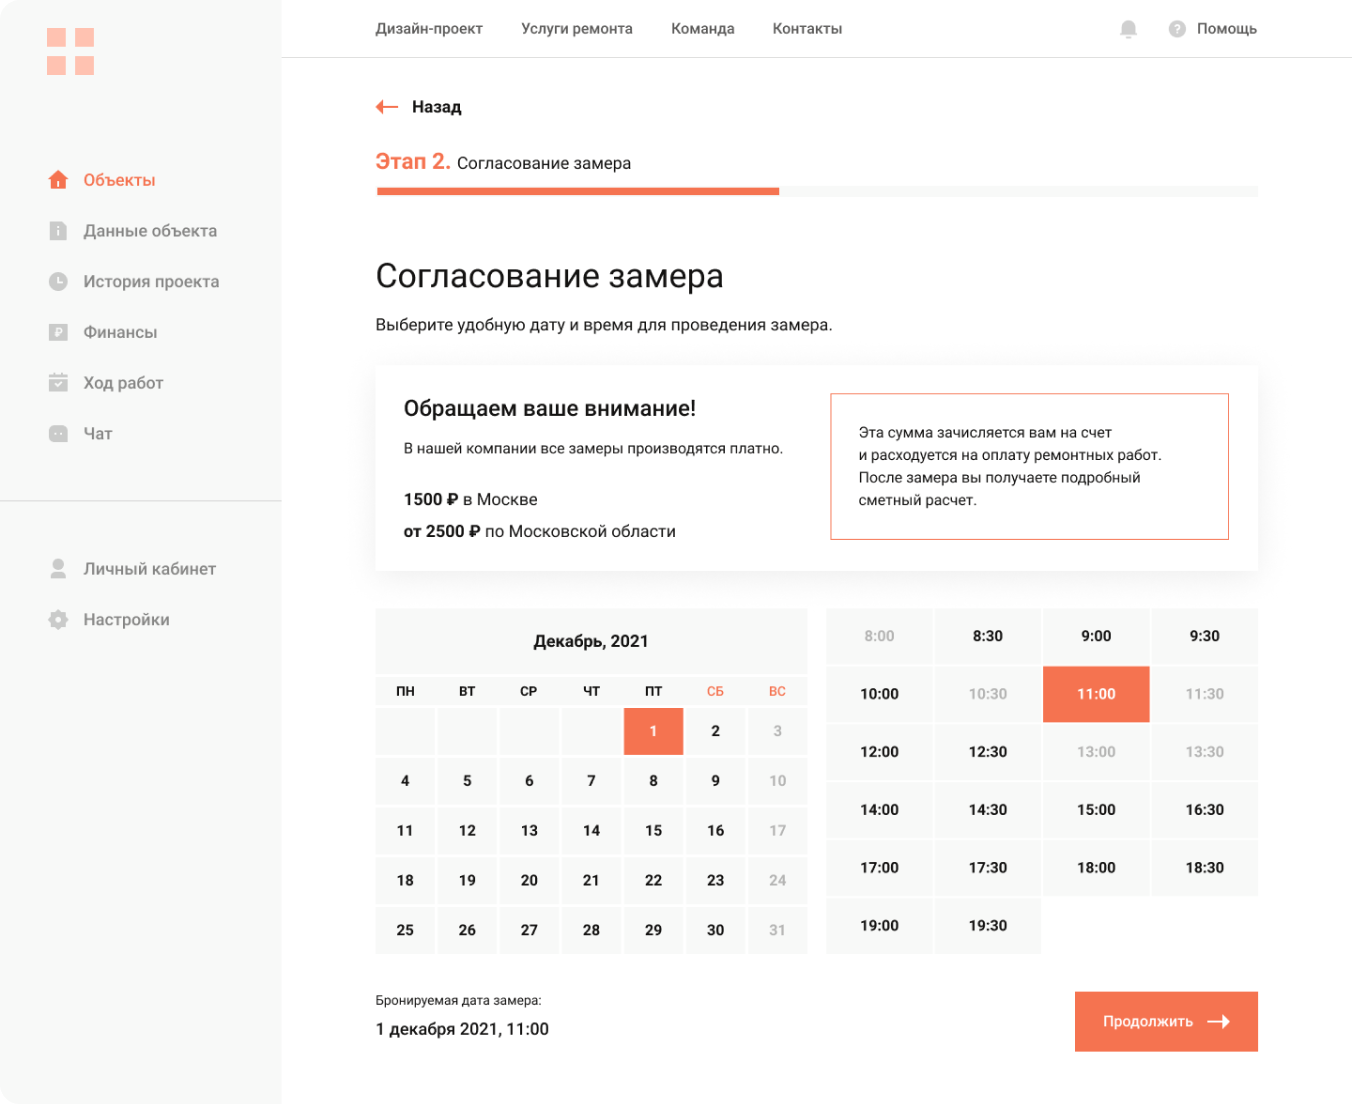 Дизайн-проект
Услуги ремонта
Команда
Контакты
Помощь
Объекты
Данные объекта
История проекта
Финансы
Ход работ
Чат
Личный кабинет
Настройки
Назад
Этап 2. Согласование замера
Согласование замера
Выберите удобную дату и время для проведения замера.
Обращаем ваше внимание!
В нашей компании все замеры производятся платно.
1500 ₽ в Москве
от 2500 ₽ по Московской области
Эта сумма зачисляется вам на счет
и расходуется на оплату ремонтных работ.
После замера вы получаете подробный
сметный расчет.
Декабрь, 2021
ПН ВТ СР ЧТ ПТ СБ ВС
1 2 3
4 5 6 7 8 9 10
11 12 13 14 15 16 17
18 19 20 21 22 23 24
25 26 27 28 29 30 31
8:00 8:30 9:00 9:30
10:00 10:30 11:00 11:30
12:00 12:30 13:00 13:30
14:00 14:30 15:00 16:30
17:00 17:30 18:00 18:30
19:00 19:30
Бронируемая дата замера:
1 декабря 2021, 11:00
Продолжить